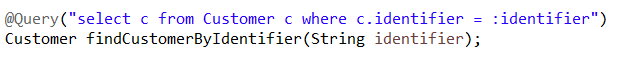 @Query("select c from Customer c where c.identifier = :identifier")
Customer findCustomerByIdentifier(String identifier);